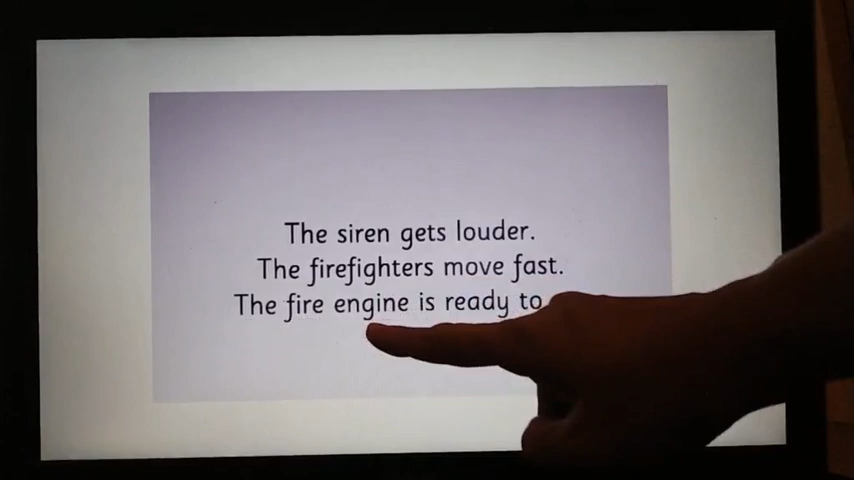 The siren gets louder.
The firefighters move fast.
The fire engine is ready to